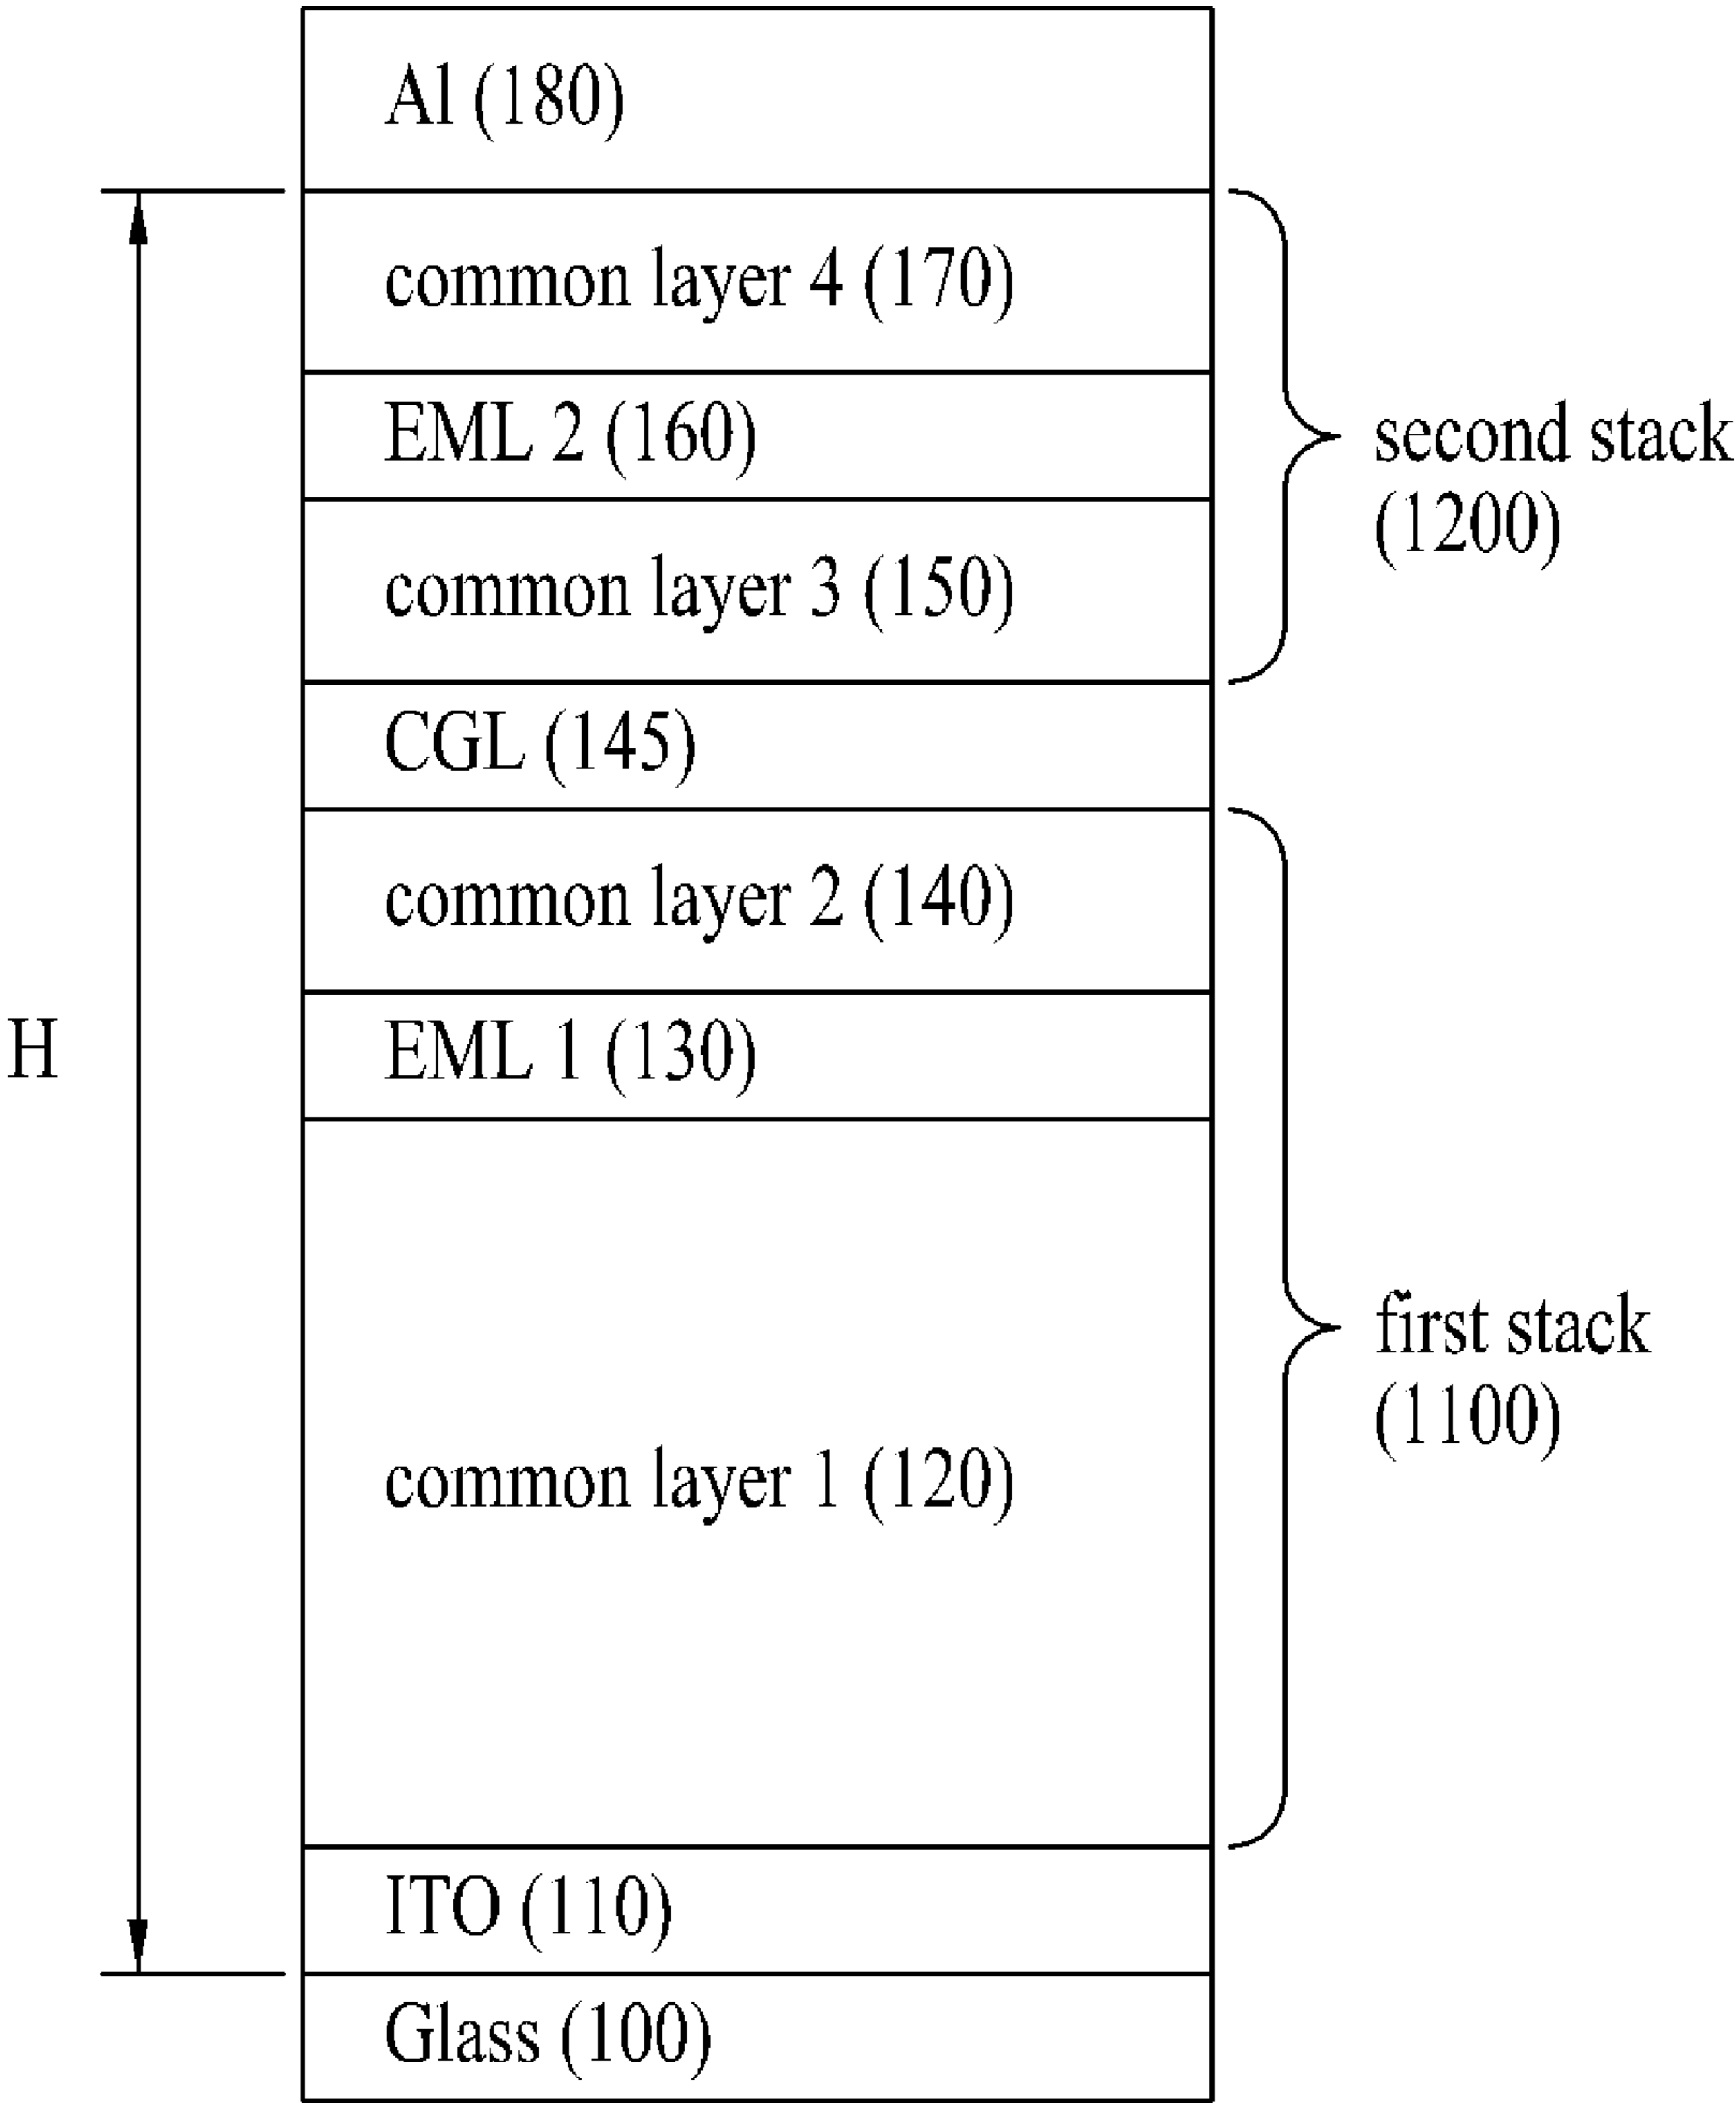 Al (180)
common layer 4 (170)
EML 2 (160)
second stack
(1200)
common layer 3 (150)
CGL (145)
common layer 2 (140)
H
EML 1 (130)
first stack
(1100)
common layer 1 (120)
ITO (110)
Glass (100)